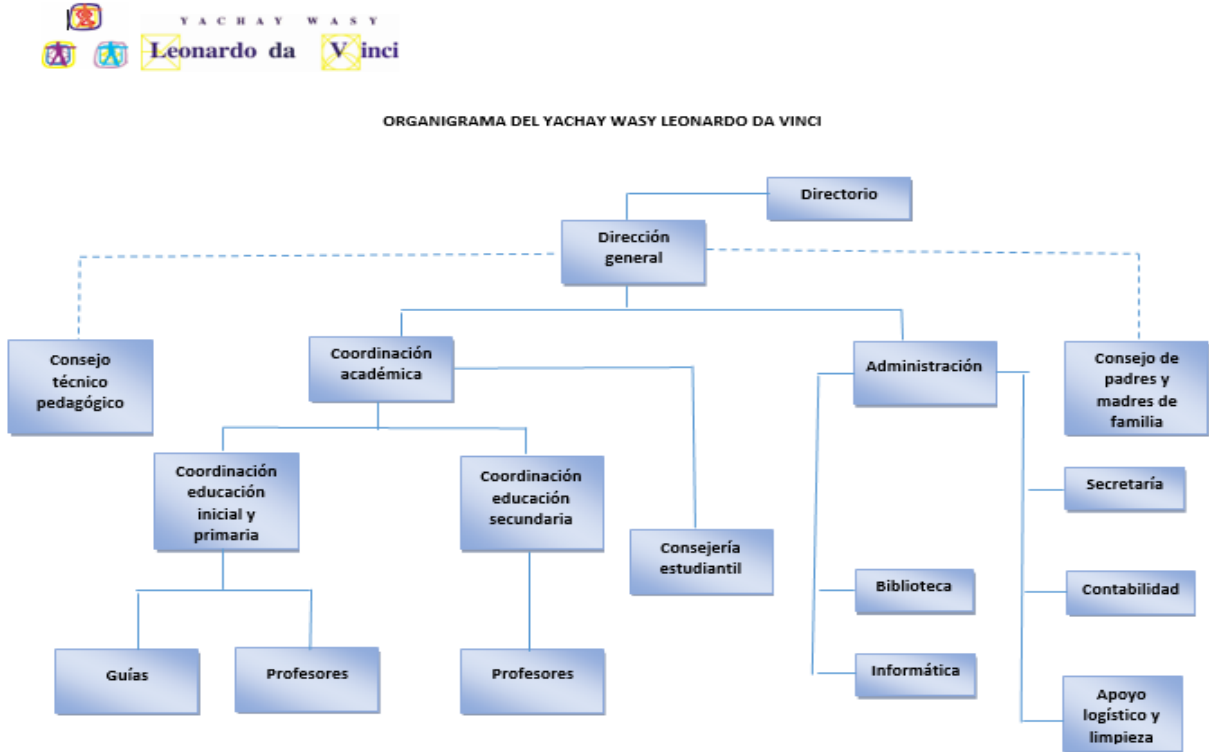 YACHAY WASY
Leonardo da Vinci
ORGANIGRAMA DEL YACHAY WASY LEONARDO DA VINCI
Directorio
Dirección
general
Consejo
técnico
pedagógico
Coordinación
académica
Administración
Consejo de
padres y
madres de
familia
Coordinación
educación
inicial y
primaria
Coordinación
educación
secundaria
Consejería
estudiantil
Secretaría
Biblioteca
Contabilidad
Guías
Profesores
Profesores
Informática
Apoyo
logístico y
limpieza